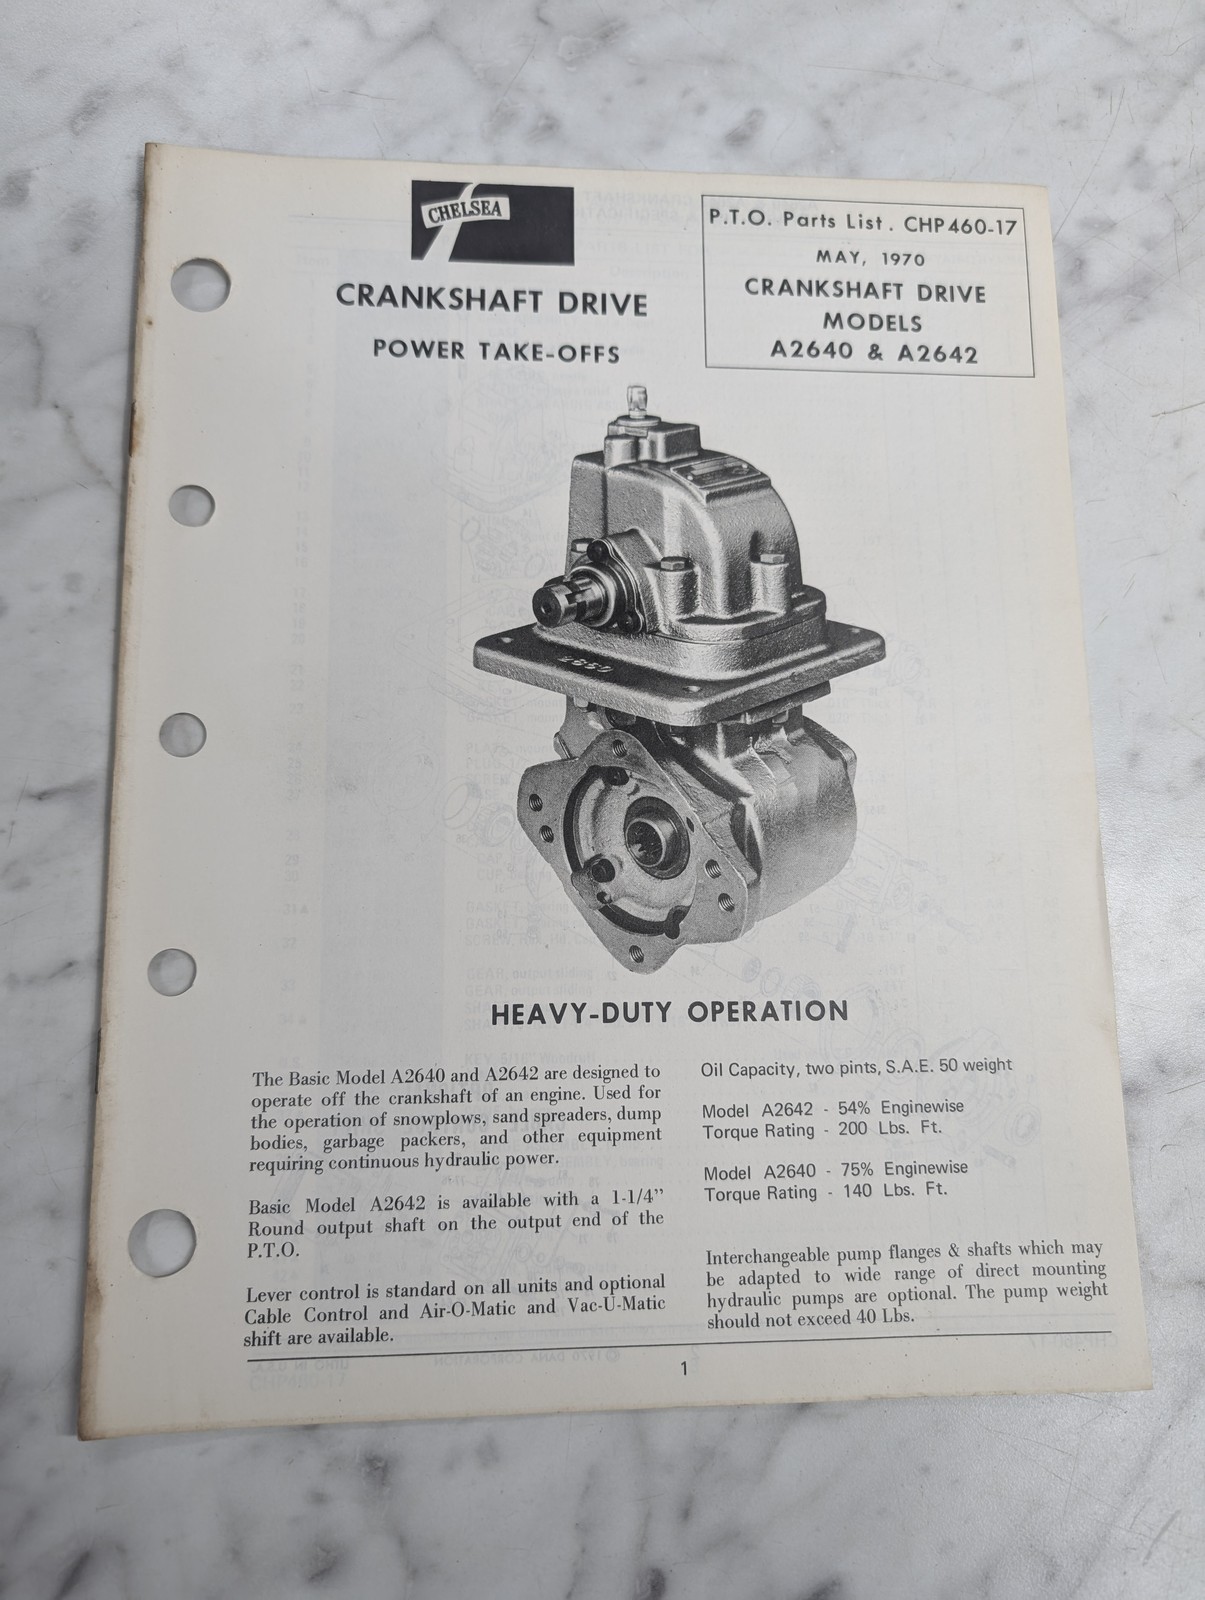 CHELSEA
CRANKSHAFT DRIVE
POWER TAKE-OFFS
P.T.O. Parts List. CHP460-17
MAY, 1970
CRANKSHAFT DRIVE
MODELS
A2640 & A2642
HEAVY-DUTY OPERATION
The Basic Model A2640 and A2642 are designed to
operate off the crankshaft of an engine. Used for
the operation of snowplows, sand spreaders, dump
bodies, garbage packers, and other equipment
requiring continuous hydraulic power.
Basic Model A2642 is available with a 1-1/4”
Round output shaft on the output end of the
P.T.O.
Lever control is standard on all units and optional
Cable Control and Air-O-Matic and Vac-U-Matic
shift are available.
Oil Capacity, two pints, S.A.E. 50 weight
Model A2642 - 54% Enginewise
Torque Rating - 200 Lbs. Ft.
Model A2640 - 75% Enginewise
Torque Rating - 140 Lbs. Ft.
Interchangeable pump flanges & shafts which may
be adapted to wide range of direct mounting
hydraulic pumps are optional. The pump weight
should not exceed 40 Lbs.
1